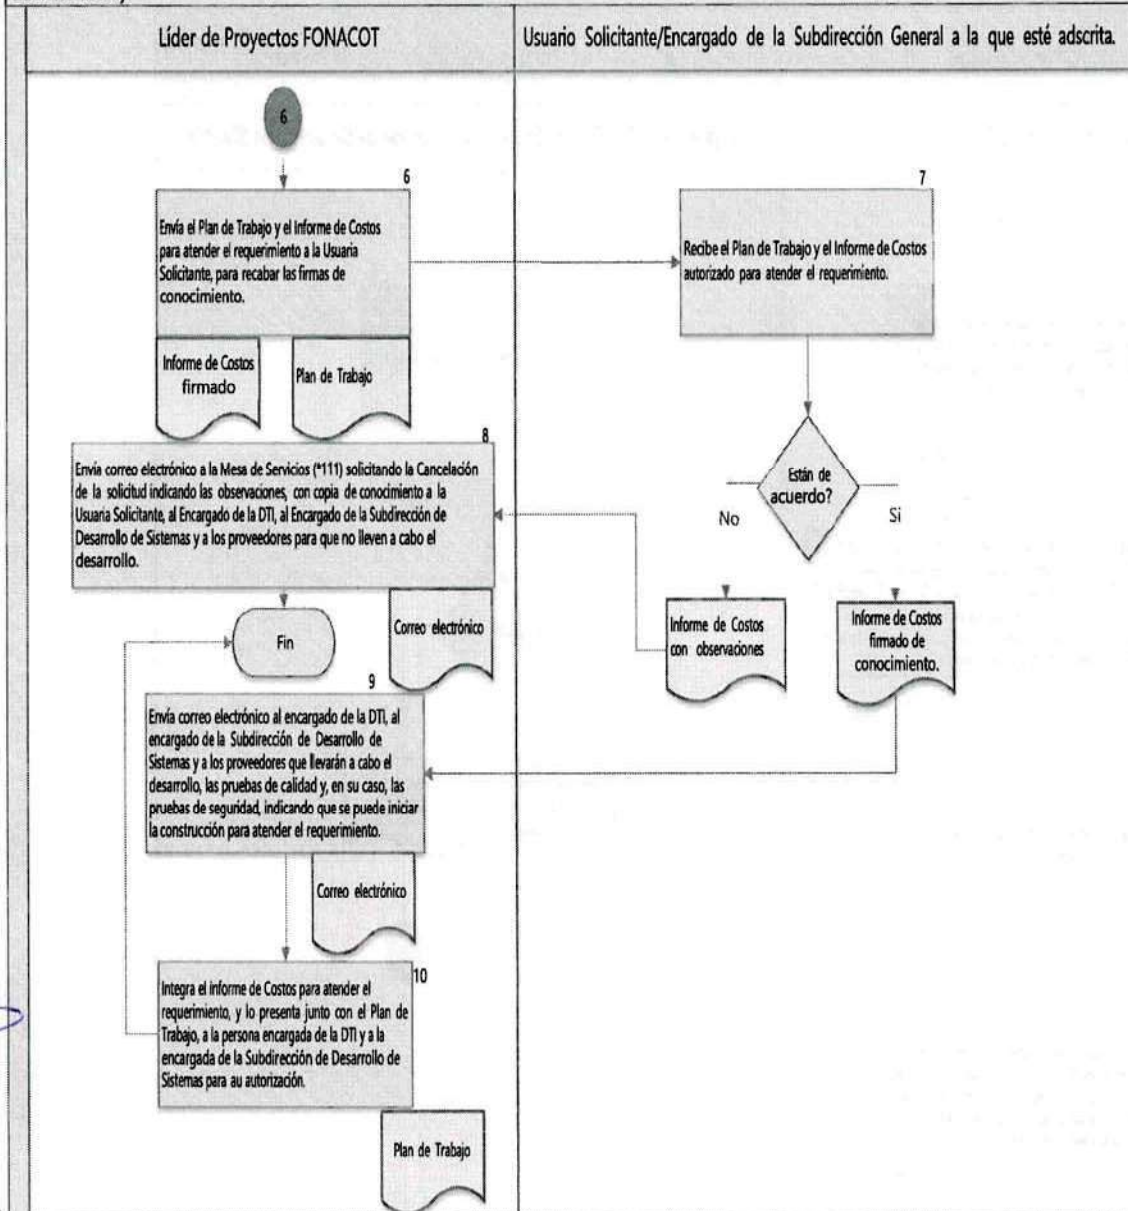 Líder de Proyectos FONACOT
Usuario Solicitante/Encargado de la Subdirección General a la que esté adscrita.
6
6
Envía el Plan de Trabajo y el Informe de Costos
para atender el requerimiento a la Usuaria
Solicitante, para recabar las firmas de
conocimiento.
Informe de Costos
firmado
Plan de Trabajo
7
Recibe el Plan de Trabajo y el Informe de Costos
autorizado para atender el requerimiento.
Están de
acuerdo?
No
Si
Informe de Costos
con observaciones
Informe de Costos
firmado de
conocimiento.
8
Envía correo electrónico a la Mesa de Servicios (*111) solicitando la Cancelación
de la solicitud indicando las observaciones, con copia de conocimiento a la
Usuaria Solicitante, al Encargado de la DTI, al Encargado de la Subdirección de
Desarrollo de Sistemas y a los proveedores para que no lleven a cabo el
desarrollo.
Correo electrónico
Fin
9
Envía correo electrónico al encargado de la DTI, al
encargado de la Subdirección de Desarrollo de
Sistemas y a los proveedores que llevarán a cabo el
desarrollo, las pruebas de calidad y, en su caso, las
pruebas de seguridad, indicando que se puede iniciar
la construcción para atender el requerimiento.
Correo electrónico
10
Integra el informe de Costos para atender el
requerimiento, y lo presenta junto con el Plan de
Trabajo, a la persona encargada de la DTI y a la
encargada de la Subdirección de Desarrollo de
Sistemas para au autorización.
Plan de Trabajo